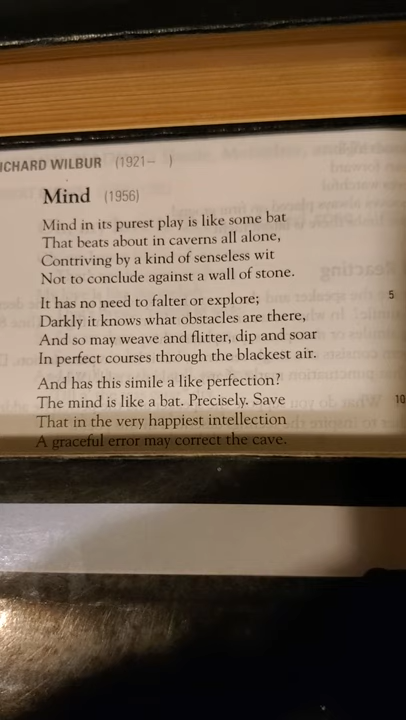 ICHARD WILBUR (1921– )
Mind (1956)
Mind in its purest play is like some bat
That beats about in caverns all alone,
Contriving by a kind of senseless wit
Not to conclude against a wall of stone.
It has no need to falter or explore; 5
Darkly it knows what obstacles are there,
And so may weave and flitter, dip and soar
In perfect courses through the blackest air.
And has this simile a like perfection?
The mind is like a bat. Precisely. Save 10
That in the very happiest intellection
A graceful error may correct the cave.